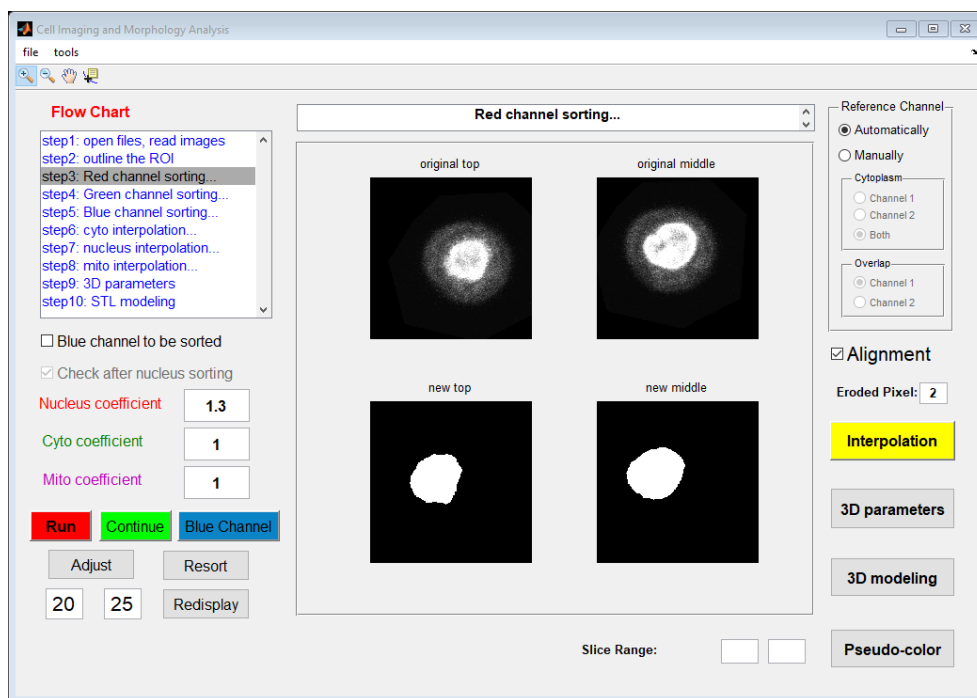 Cell Imaging and Morphology Analysis
file tools
Flow Chart
step1: open files, read images
step2: outline the ROI
step3: Red channel sorting...
step4: Green channel sorting...
step5: Blue channel sorting...
step6: cyto interpolation...
step7: nucleus interpolation...
step8: mito interpolation...
step9: 3D parameters
step10: STL modeling
Blue channel to be sorted
Check after nucleus sorting
Nucleus coefficient 1.3
Cyto coefficient 1
Mito coefficient 1
Run Continue Blue Channel
Adjust Resort
20 25 Redisplay
Red channel sorting...
original top original middle
new top new middle
Slice Range:
Reference Channel
Automatically
Manually
Cytoplasm
Channel 1
Channel 2
Both
Overlap
Channel 1
Channel 2
Alignment
Eroded Pixel: 2
Interpolation
3D parameters
3D modeling
Pseudo-color